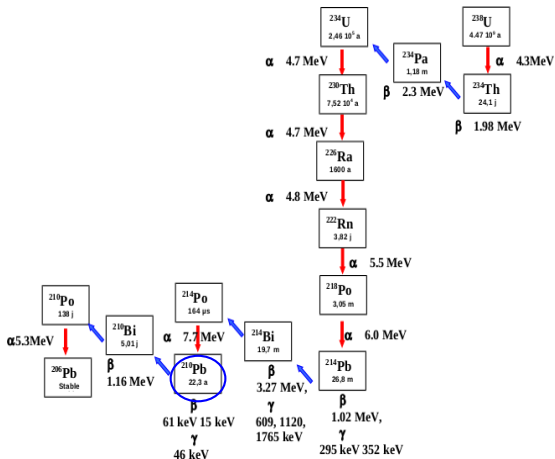 ²³⁴U
2,46 10⁵ a
²³⁸U
4.47 10⁹ a
²³⁴Pa
1,18 m
α 4.7 MeV
α 4.3MeV
²³⁰Th
7,52 10⁴ a
β 2.3 MeV
²³⁴Th
24,1 j
β 1.98 MeV
α 4.7 MeV
²²⁶Ra
1600 a
α 4.8 MeV
²²²Rn
3,82 j
α 5.5 MeV
²¹⁸Po
3,05 m
²¹⁰Po
138 j
²¹⁴Po
164 µs
²¹⁰Bi
5,01 j
²¹⁴Bi
19,7 m
α5.3MeV
α 7.7 MeV
α 6.0 MeV
²⁰⁶Pb
Stable
β
1.16 MeV
²¹⁰Pb
22,3 a
²¹⁴Pb
26,8 m
β
61 keV 15 keV
γ
46 keV
β
3.27 MeV,
γ
609, 1120,
1765 keV
β
1.02 MeV,
γ
295 keV 352 keV